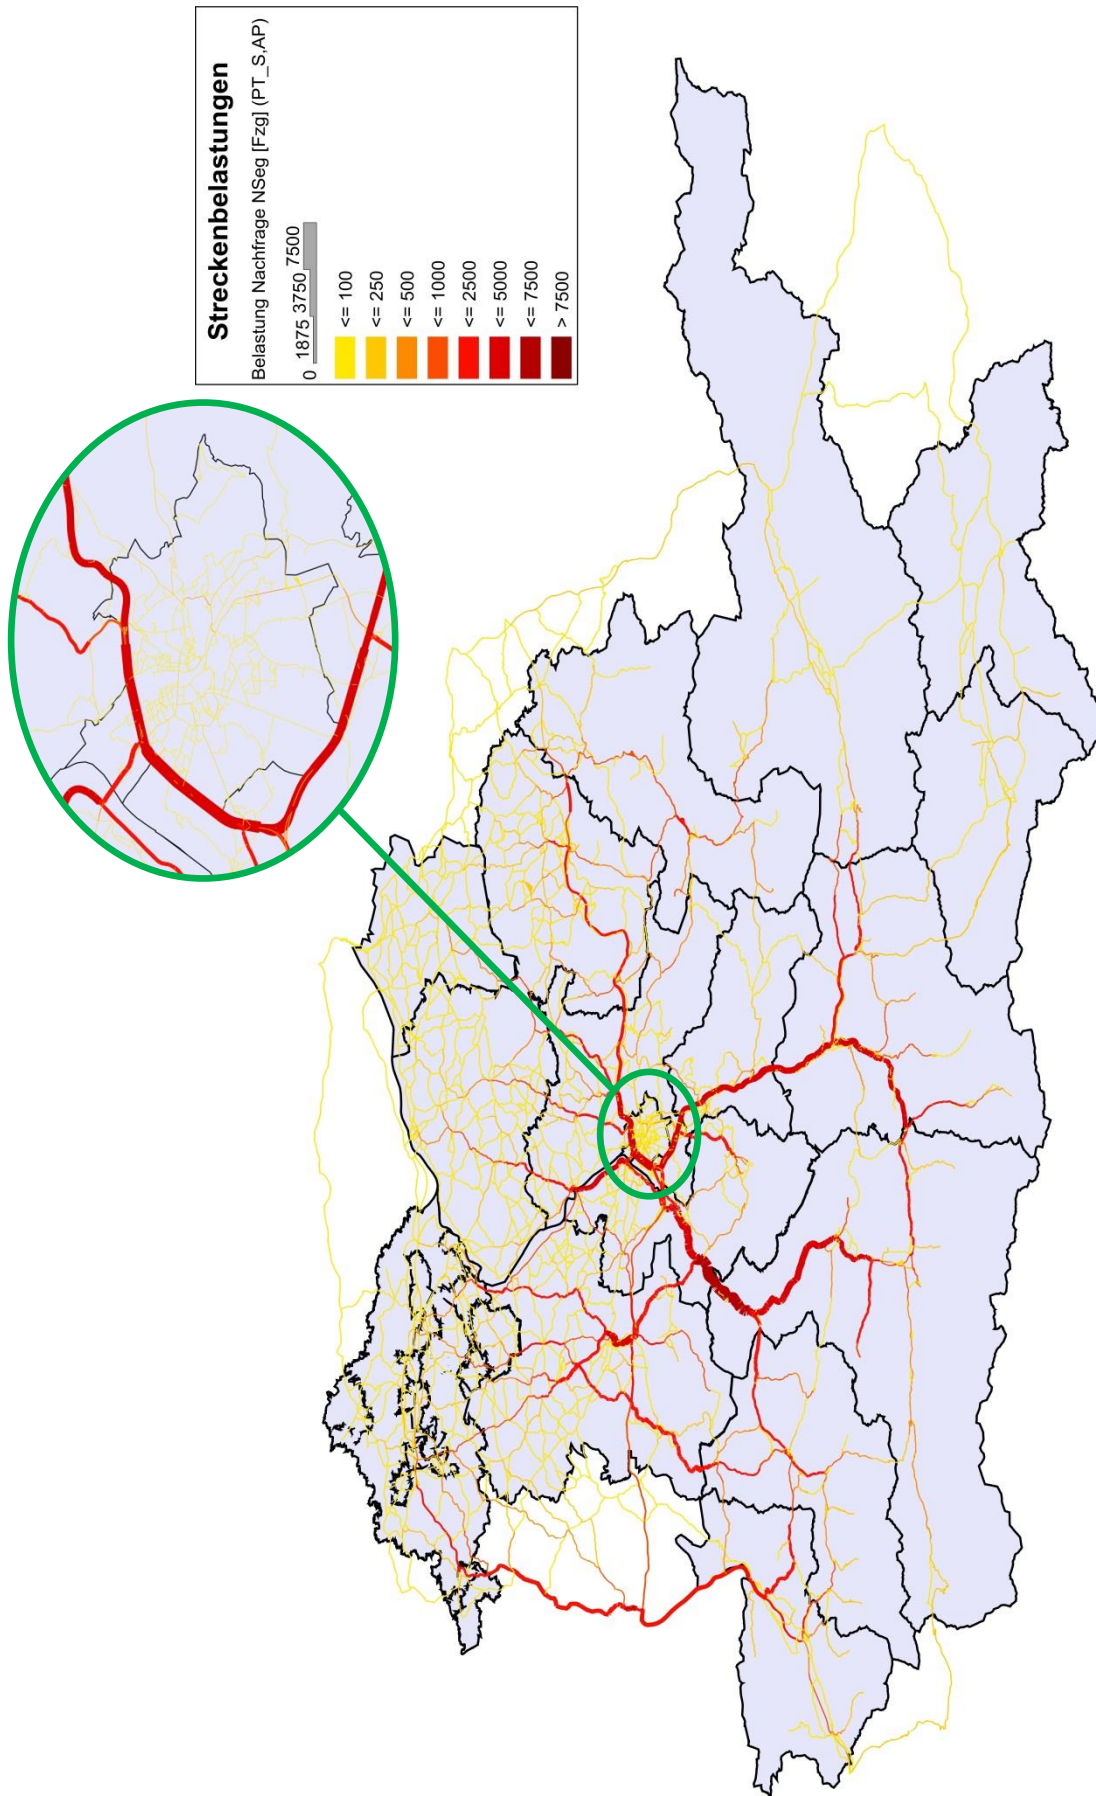 Streckenbelastungen
Belastung Nachfrage NSeg [Fzg] (PT_S,AP)
0 1875 3750 7500
<= 100
<= 250
<= 500
<= 1000
<= 2500
<= 5000
<= 7500
> 7500